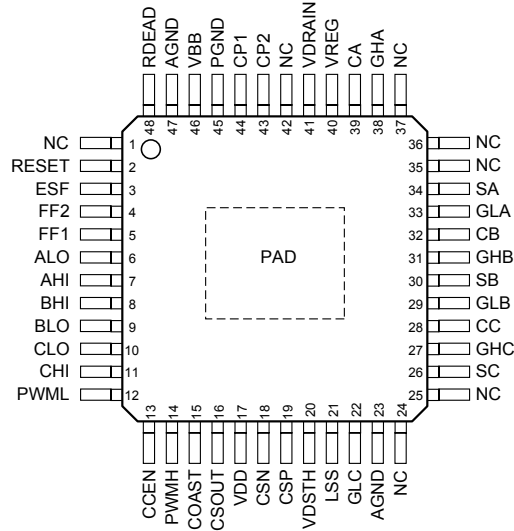 RDEAD
AGND
VBB
PGND
CP1
CP2
NC
VDRAIN
VREG
CA
GHA
NC
48
47
46
45
44
43
42
41
40
39
38
37
NC 1
RESET 2
ESF 3
FF2 4
FF1 5
ALO 6
AHI 7
BHI 8
BLO 9
CLO 10
CHI 11
PWML 12
PAD
36 NC
35 NC
34 SA
33 GLA
32 CB
31 GHB
30 SB
29 GLB
28 CC
27 GHC
26 SC
25 NC
13
14
15
16
17
18
19
20
21
22
23
24
CCEN
PWMH
COAST
CSOUT
VDD
CSN
CSP
VDSTH
LSS
GLC
AGND
NC